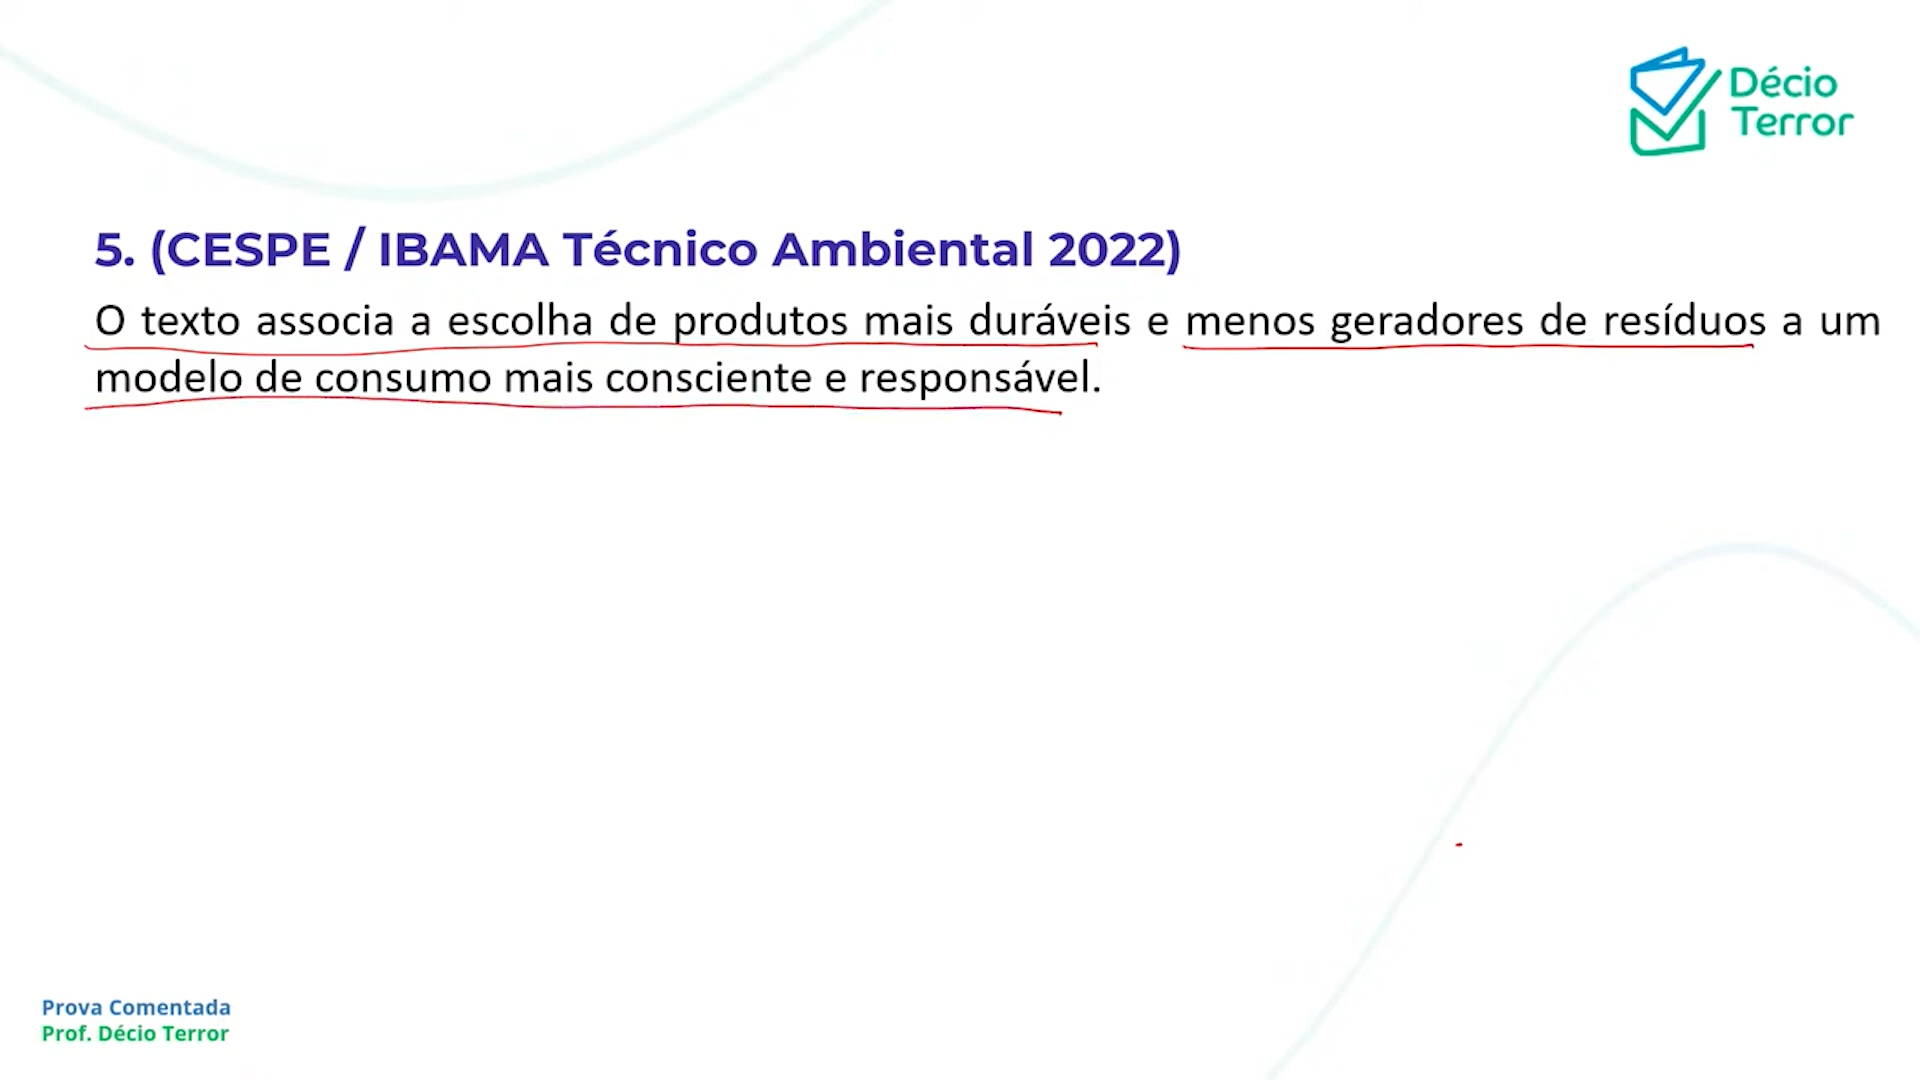 Décio
Terror
5. (CESPE / IBAMA Técnico Ambiental 2022)
O texto associa a escolha de produtos mais duráveis e menos geradores de resíduos a um
modelo de consumo mais consciente e responsável.
Prova Comentada
Prof. Décio Terror